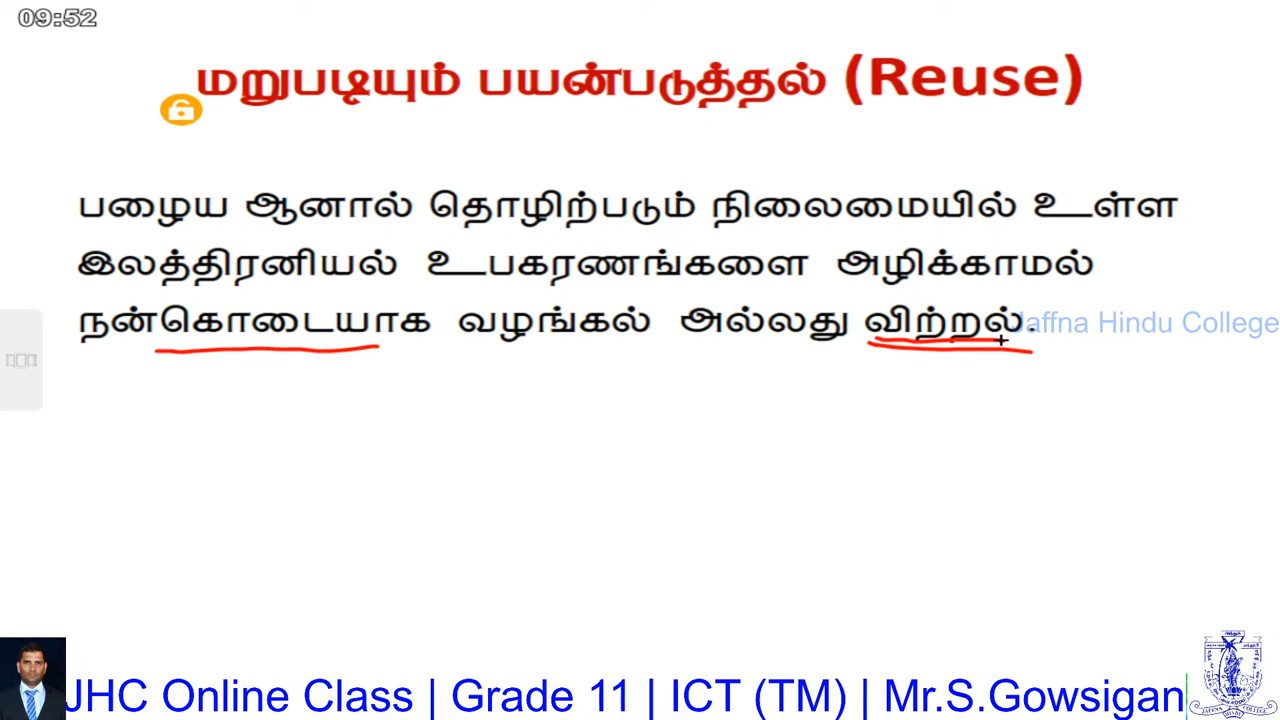 09:52
மறுபடியும் பயன்படுத்தல் (Reuse)
பழைய ஆனால் தொழிற்படும் நிலைமையில் உள்ள
இலத்திரனியல் உபகரணங்களை அழிக்காமல்
நன்கொடையாக வழங்கல் அல்லது விற்றல்.
Jaffna Hindu College
JHC Online Class | Grade 11 | ICT (TM) | Mr.S.Gowsigan